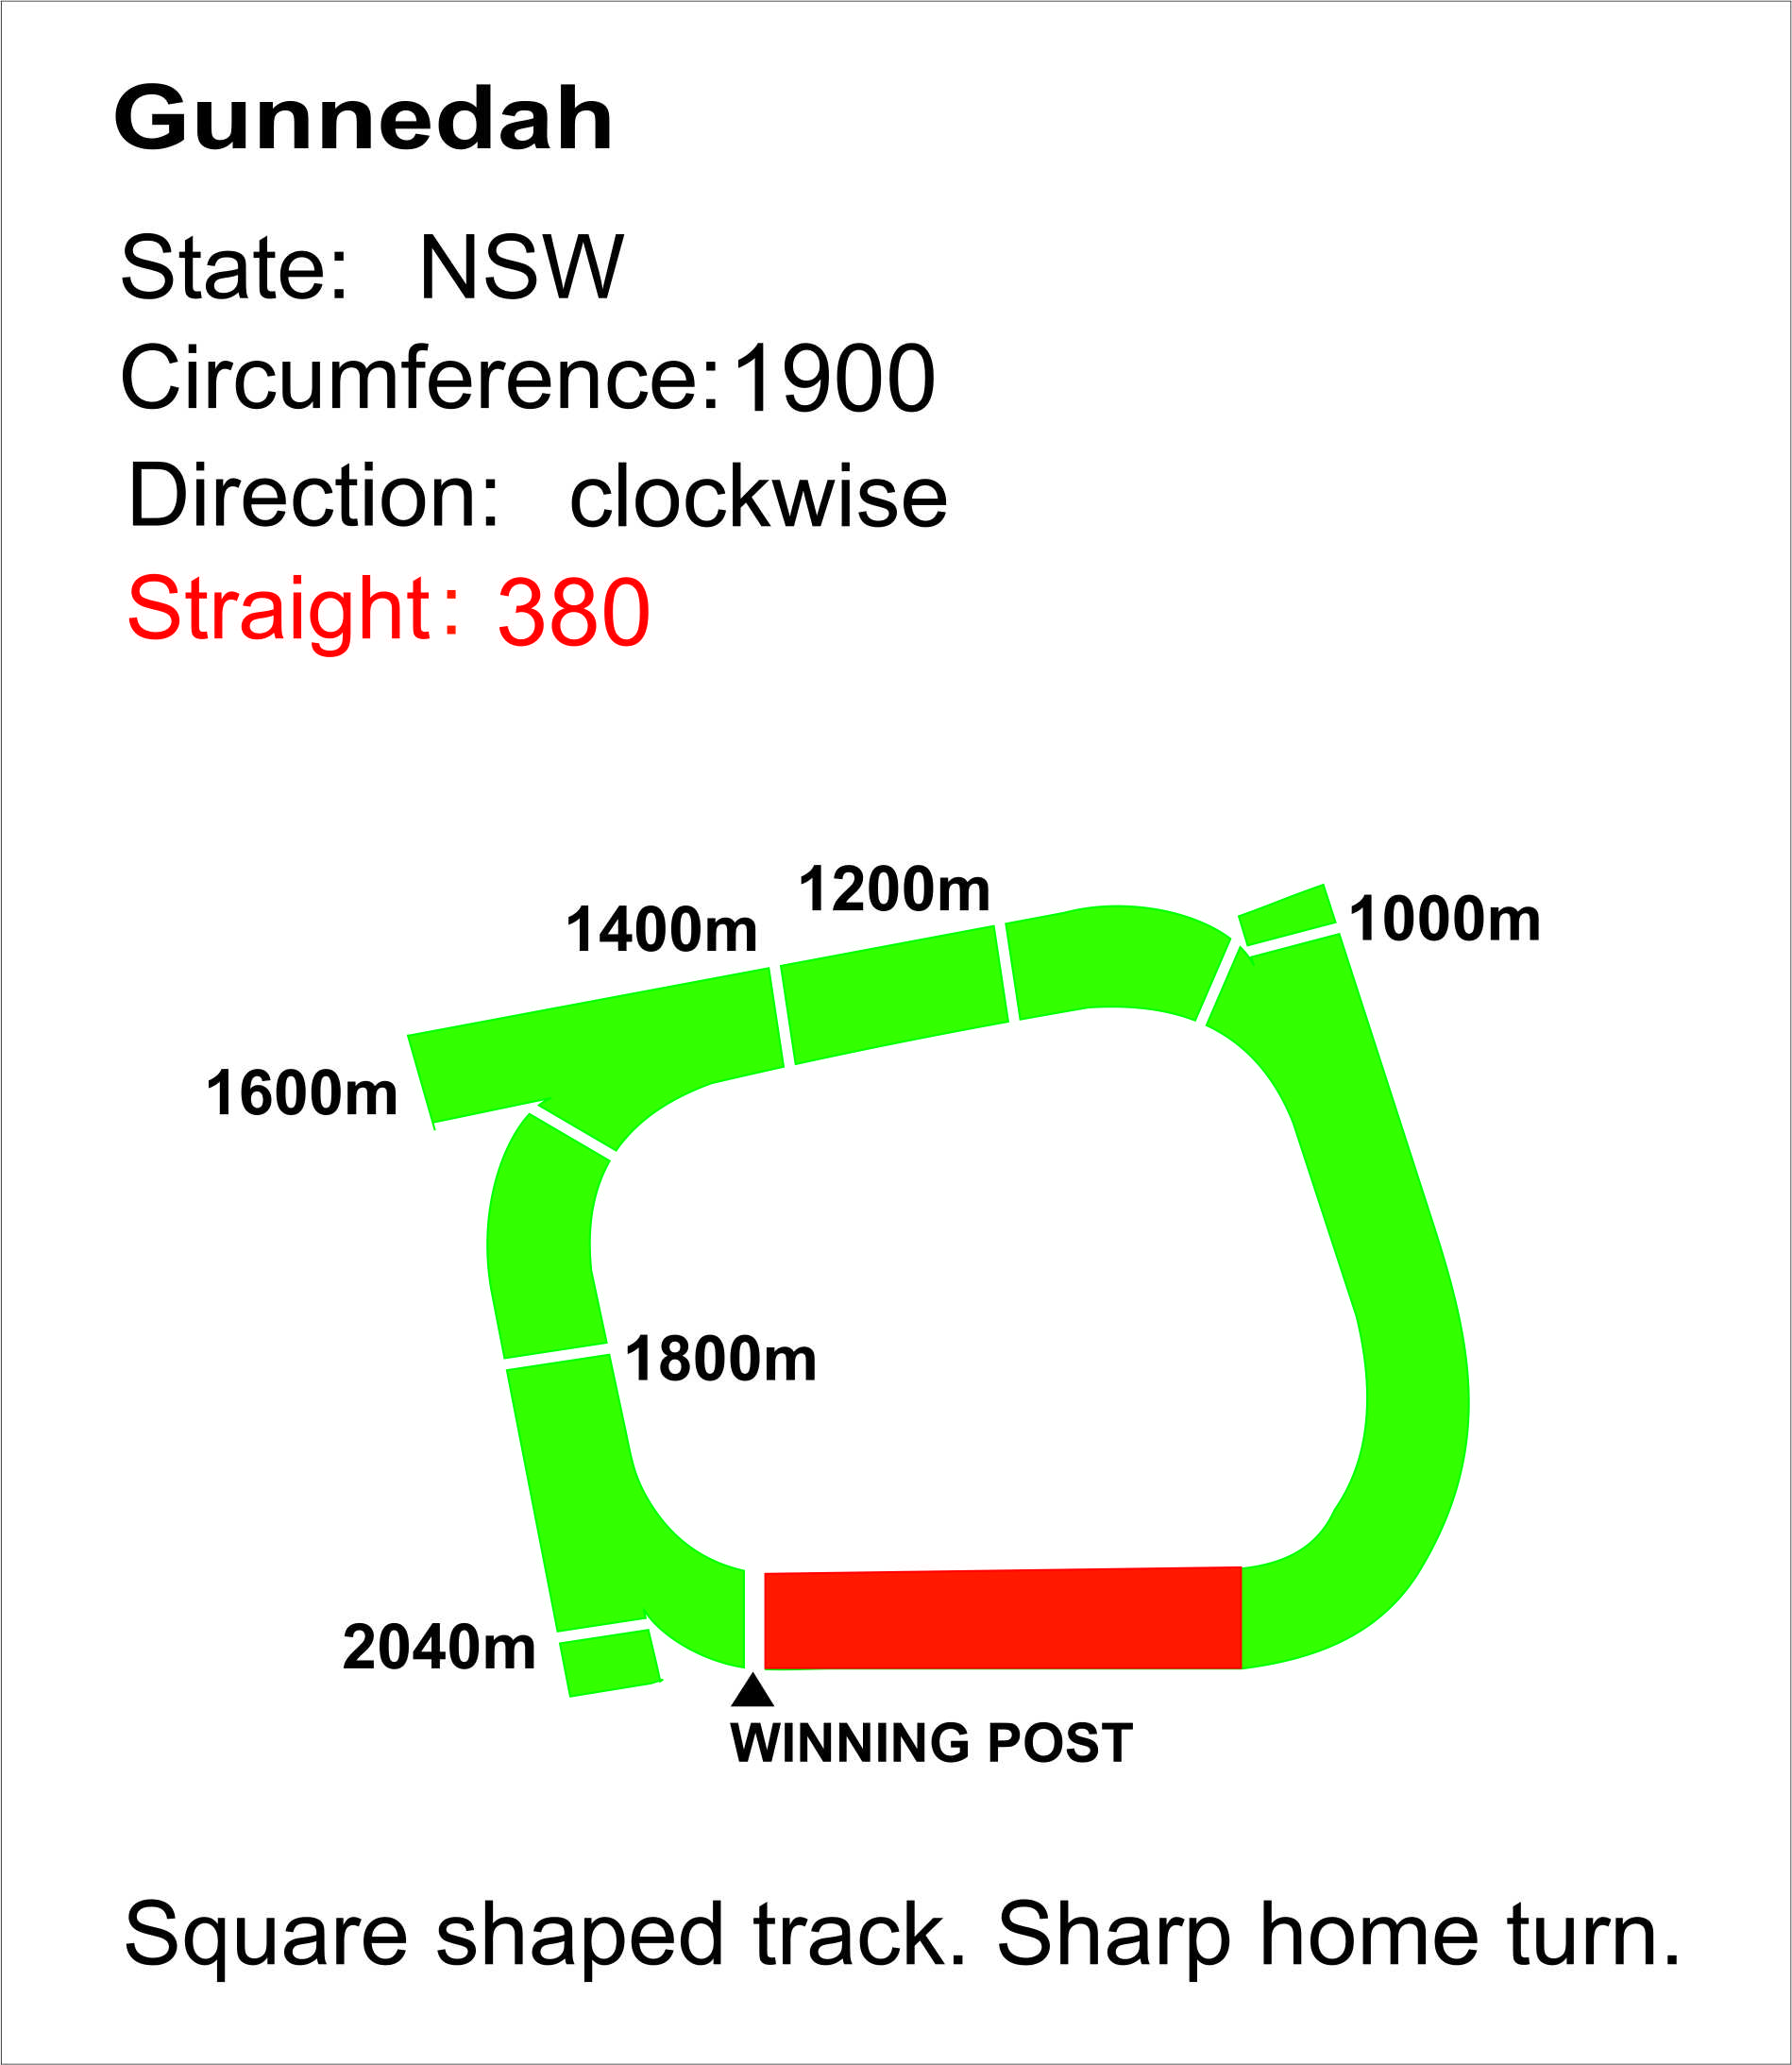 Gunnedah
State: NSW
Circumference: 1900
Direction: clockwise
Straight: 380
1200m
1000m
1400m
1600m
1800m
2040m
WINNING POST
Square shaped track. Sharp home turn.